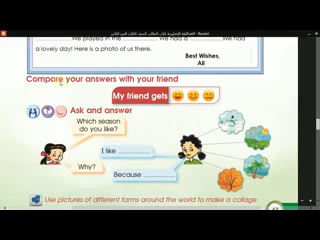 We played in the ............... We had a ............... We had
a lovely day! Here is a photo of us there.
Best Wishes,
Ali
Compare your answers with your friend
My friend gets
Ask and answer
Which season
do you like?
I like
Why?
Because
Use pictures of different farms around the world to make a collage